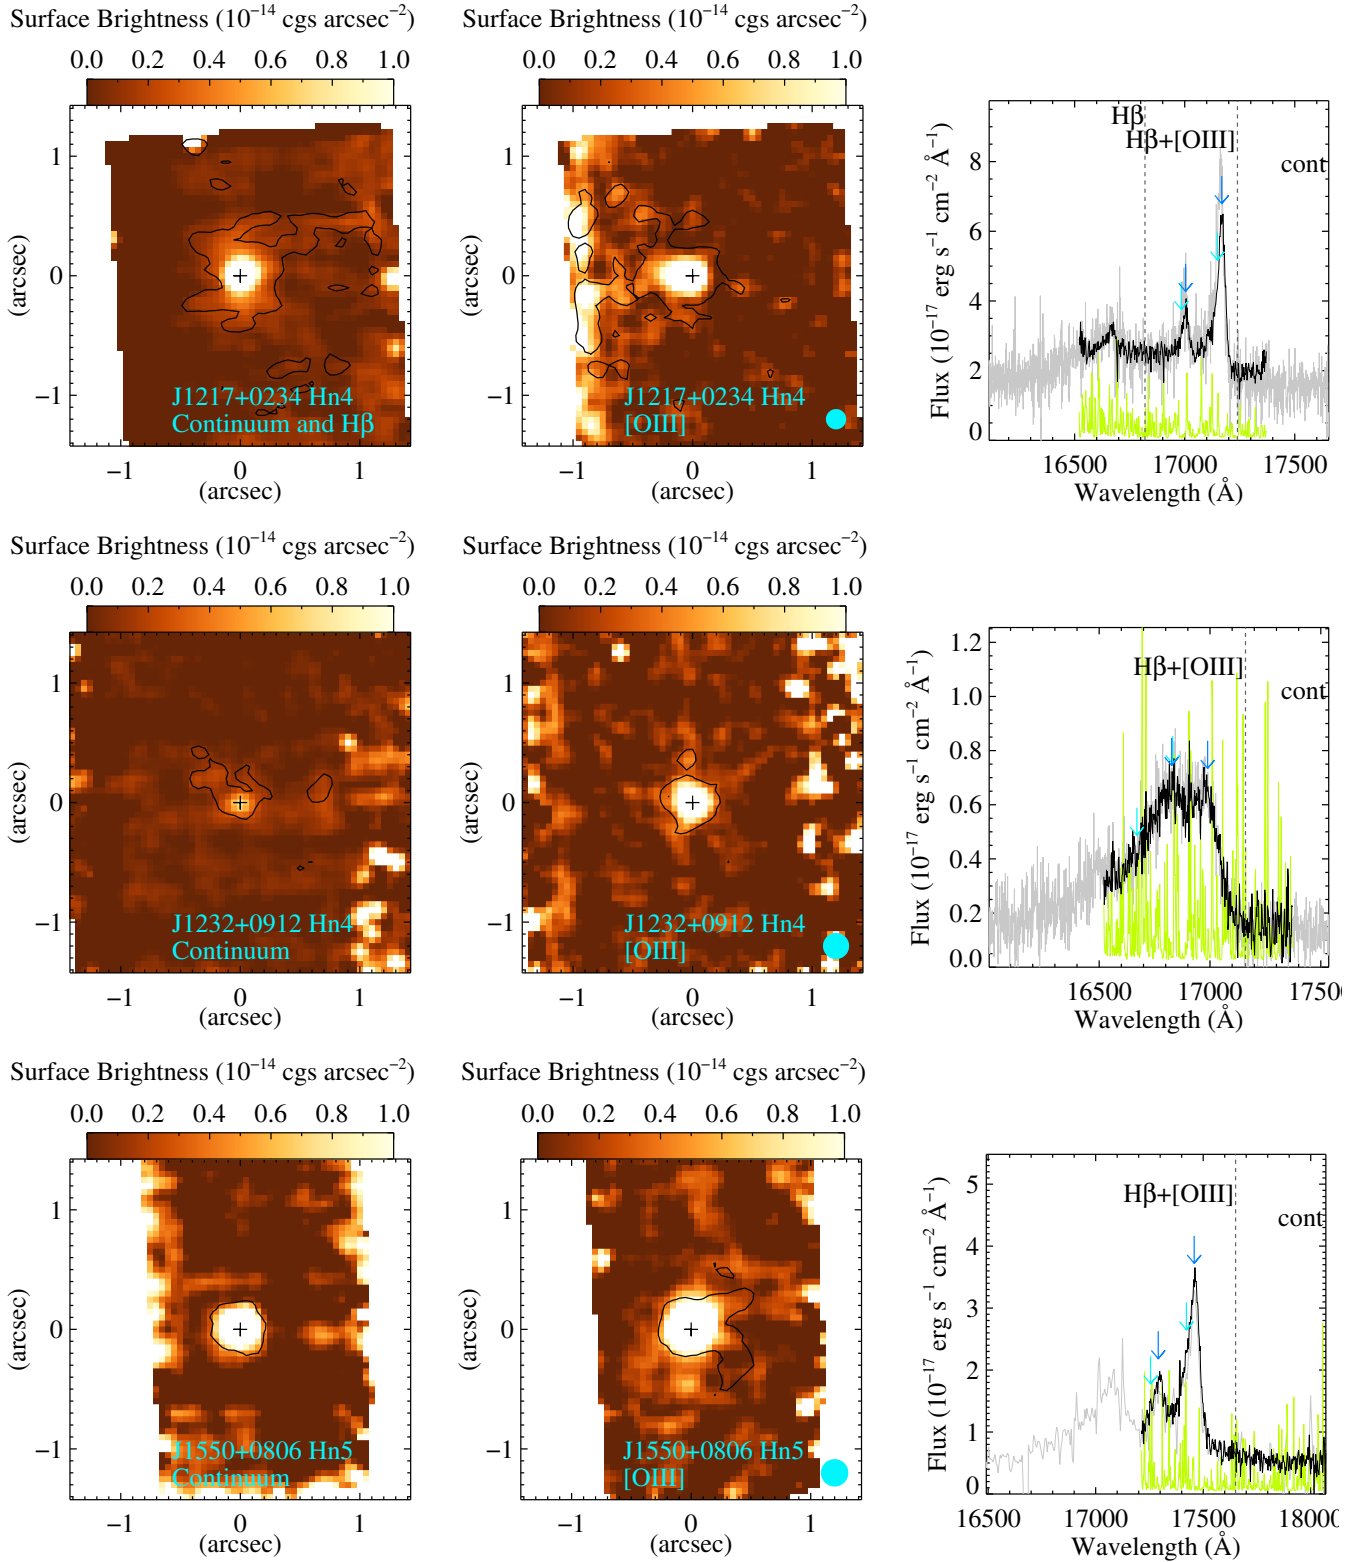 Surface Brightness (10⁻¹⁴ cgs arcsec⁻²)
0.0 0.2 0.4 0.6 0.8 1.0
1
0
−1
(arcsec)
J1217+0234 Hn4
Continuum and Hβ
−1 0 1
(arcsec)
Surface Brightness (10⁻¹⁴ cgs arcsec⁻²)
0.0 0.2 0.4 0.6 0.8 1.0
1
0
−1
(arcsec)
J1217+0234 Hn4
[OIII]
−1 0 1
(arcsec)
Hβ
Hβ+[OIII]
cont
8
6
4
2
0
Flux (10⁻¹⁷ erg s⁻¹ cm⁻² Å⁻¹)
16500 17000 17500
Wavelength (Å)
Surface Brightness (10⁻¹⁴ cgs arcsec⁻²)
0.0 0.2 0.4 0.6 0.8 1.0
1
0
−1
(arcsec)
J1232+0912 Hn4
Continuum
−1 0 1
(arcsec)
Surface Brightness (10⁻¹⁴ cgs arcsec⁻²)
0.0 0.2 0.4 0.6 0.8 1.0
1
0
−1
(arcsec)
J1232+0912 Hn4
[OIII]
−1 0 1
(arcsec)
Hβ+[OIII]
cont
1.2
1.0
0.8
0.6
0.4
0.2
0.0
Flux (10⁻¹⁷ erg s⁻¹ cm⁻² Å⁻¹)
16500 17000 1750
Wavelength (Å)
Surface Brightness (10⁻¹⁴ cgs arcsec⁻²)
0.0 0.2 0.4 0.6 0.8 1.0
1
0
−1
(arcsec)
J1550+0806 Hn5
Continuum
−1 0 1
(arcsec)
Surface Brightness (10⁻¹⁴ cgs arcsec⁻²)
0.0 0.2 0.4 0.6 0.8 1.0
1
0
−1
(arcsec)
J1550+0806 Hn5
[OIII]
−1 0 1
(arcsec)
Hβ+[OIII]
cont
5
4
3
2
1
0
Flux (10⁻¹⁷ erg s⁻¹ cm⁻² Å⁻¹)
16500 17000 17500 1800
Wavelength (Å)